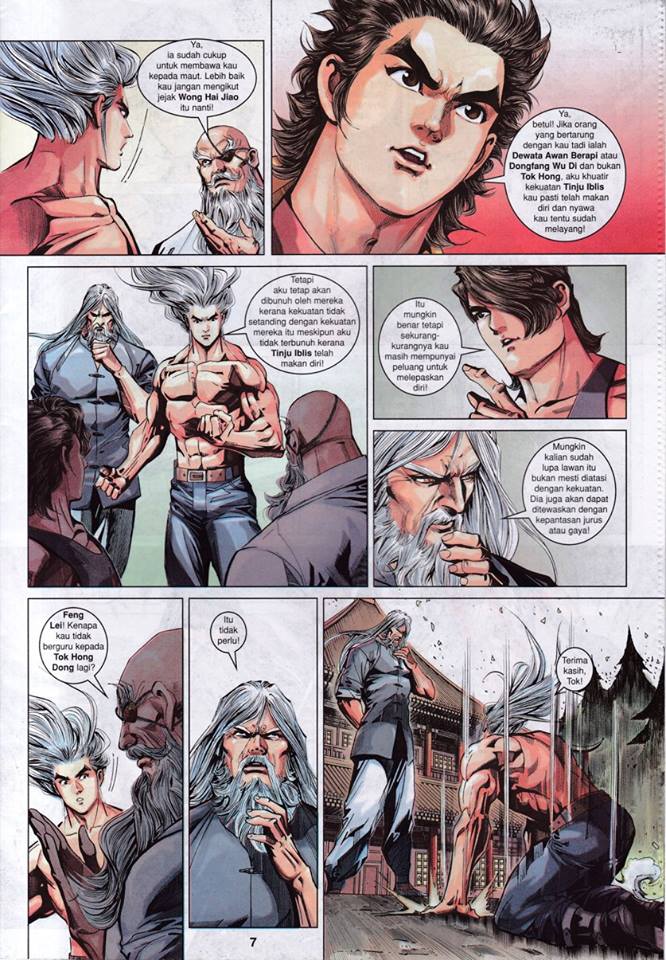 Ya,
ia sudah cukup
untuk membawa kau
kepada maut. Lebih baik
kau jangan mengikut
jejak Wong Hai Jiao
itu nanti!
Ya,
betul! Jika orang
yang bertarung
dengan kau tadi ialah
Dewata Awan Berapi atau
Dongfang Wu Di dan bukan
Tok Hong, aku khuatir
kekuatan Tinju Iblis
kau pasti telah makan
diri dan nyawa
kau tentu sudah
melayang!
Tetapi
aku tetap akan
dibunuh oleh mereka
kerana kekuatan tidak
setanding dengan kekuatan
mereka itu meskipun aku
tidak terbunuh kerana
Tinju Iblis telah
makan diri!
Itu
mungkin
benar tetapi
sekurang-
kurangnya kau
masih mempunyai
peluang untuk
melepaskan
diri!
Mungkin
kalian sudah
lupa lawan itu
bukan mesti diatasi
dengan kekuatan.
Dia juga akan dapat
ditewaskan dengan
kepantasan jurus
atau gaya!
Feng
Lei! Kenapa
kau tidak
berguru kepada
Tok Hong
Dong lagi?
Itu
tidak
perlu!
Terima
kasih,
Tok!
7